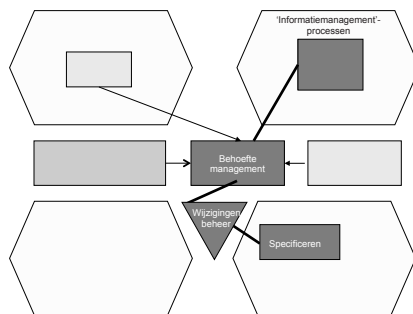 ‘Informatiemanagement’-
processen
Behoefte
management
Wijzigingen
beheer
Specificeren